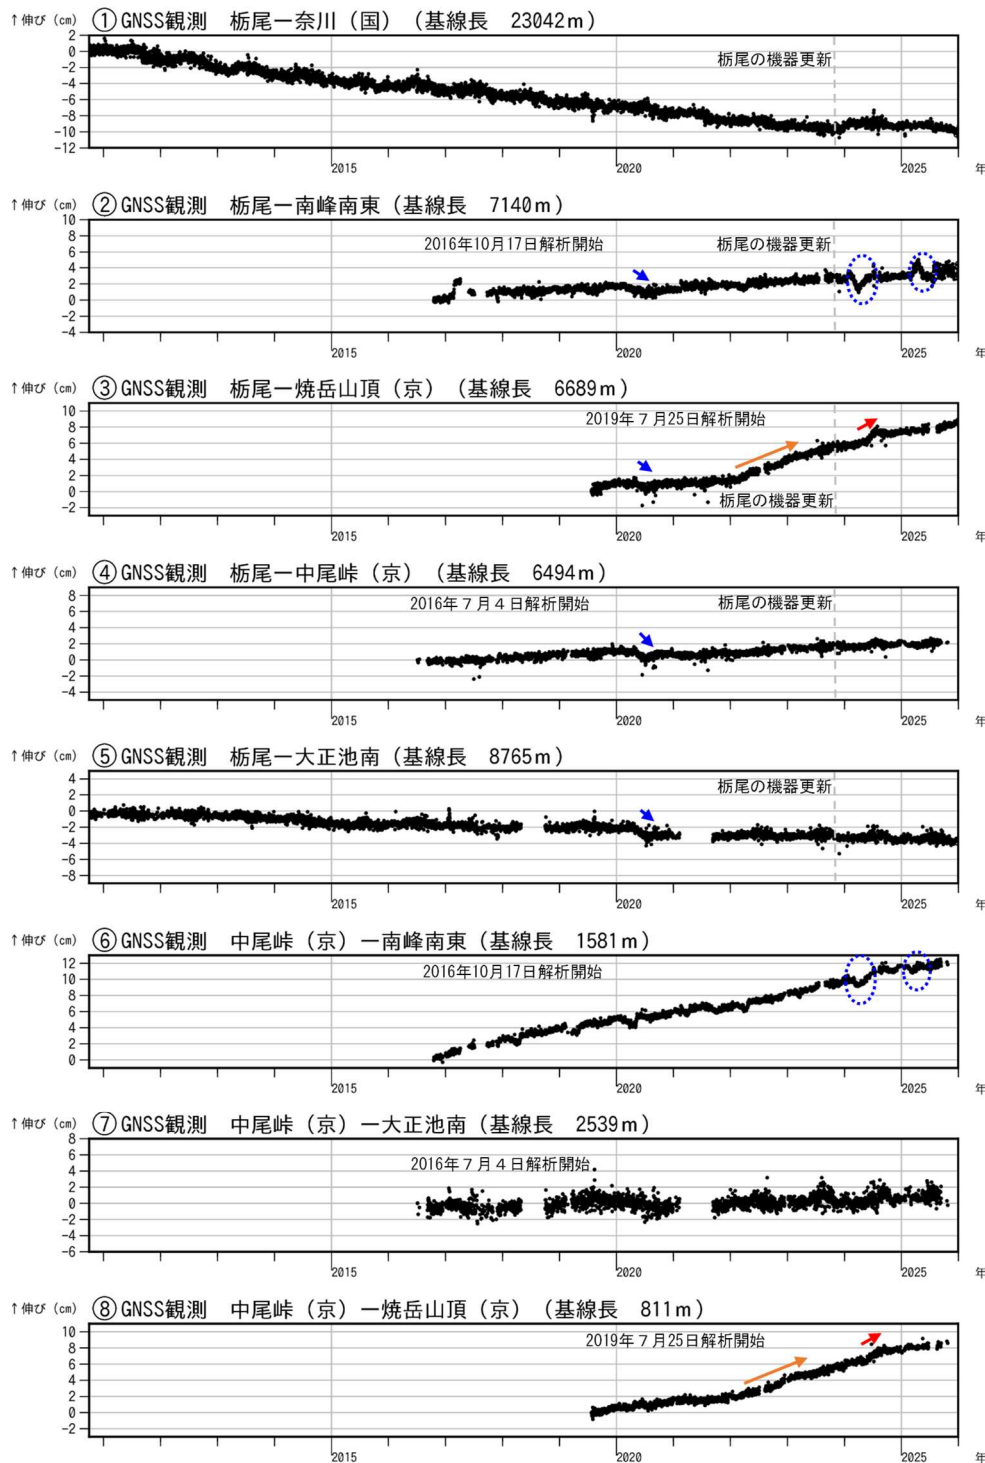 ↑伸び（cm） ①GNSS観測　栃尾－奈川（国）（基線長　23042m）
2
0
-2
-4
-6
-8
-10
-12
栃尾の機器更新
2015 2020 2025 年
↑伸び（cm） ②GNSS観測　栃尾－南峰南東（基線長　7140m）
10
8
6
4
2
0
-2
-4
2016年10月17日解析開始 栃尾の機器更新
2015 2020 2025 年
↑伸び（cm） ③GNSS観測　栃尾－焼岳山頂（京）（基線長　6689m）
10
8
6
4
2
0
-2
2019年７月25日解析開始
栃尾の機器更新
2015 2020 2025 年
↑伸び（cm） ④GNSS観測　栃尾－中尾峠（京）（基線長　6494m）
8
6
4
2
0
-2
-4
2016年７月４日解析開始 栃尾の機器更新
2015 2020 2025 年
↑伸び（cm） ⑤GNSS観測　栃尾－大正池南（基線長　8765m）
4
2
0
-2
-4
-6
-8
栃尾の機器更新
2015 2020 2025 年
↑伸び（cm） ⑥GNSS観測　中尾峠（京）－南峰南東（基線長　1581m）
12
10
8
6
4
2
0
2016年10月17日解析開始
2015 2020 2025 年
↑伸び（cm） ⑦GNSS観測　中尾峠（京）－大正池南（基線長　2539m）
8
6
4
2
0
-2
-4
-6
2016年７月４日解析開始
2015 2020 2025 年
↑伸び（cm） ⑧GNSS観測　中尾峠（京）－焼岳山頂（京）（基線長　811m）
10
8
6
4
2
0
-2
2019年７月25日解析開始
2015 2020 2025 年